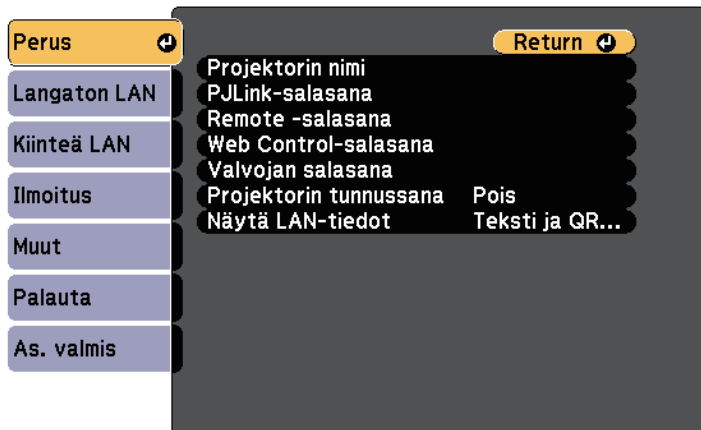 Perus
Langaton LAN
Kiinteä LAN
Ilmoitus
Muut
Palauta
As. valmis
Return
Projektorin nimi
PJLink-salasana
Remote -salasana
Web Control-salasana
Valvojan salasana
Projektorin tunnussana Pois
Näytä LAN-tiedot Teksti ja QR...